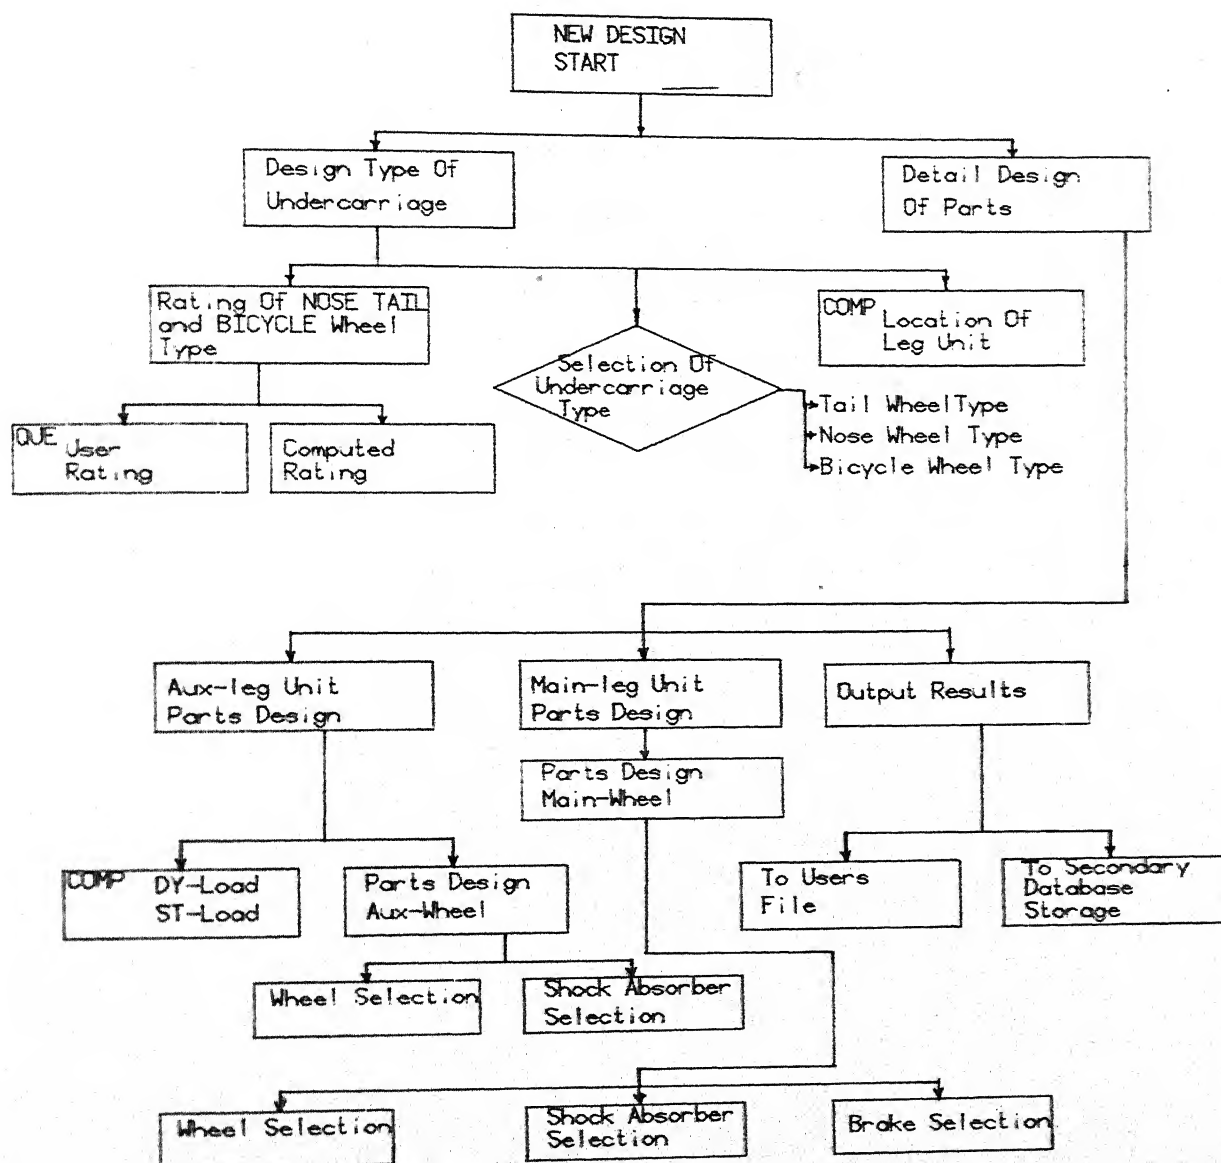 NEW DESIGN
START
Design Type Of
Undercarriage
Detail Design
Of Parts
Rating Of NOSE TAIL
and BICYCLE Wheel
Type
COMP
Location Of
Leg Unit
Selection Of
Undercarriage
Type
Tail WheelType
Nose Wheel Type
Bicycle Wheel Type
QUE
User
Rating
Computed
Rating
Aux-leg Unit
Parts Design
Main-leg Unit
Parts Design
Output Results
Parts Design
Main-Wheel
COMP
DY-Load
ST-Load
Parts Design
Aux-Wheel
To Users
File
To Secondary
Database
Storage
Wheel Selection
Shock Absorber
Selection
Wheel Selection
Shock Absorber
Selection
Brake Selection